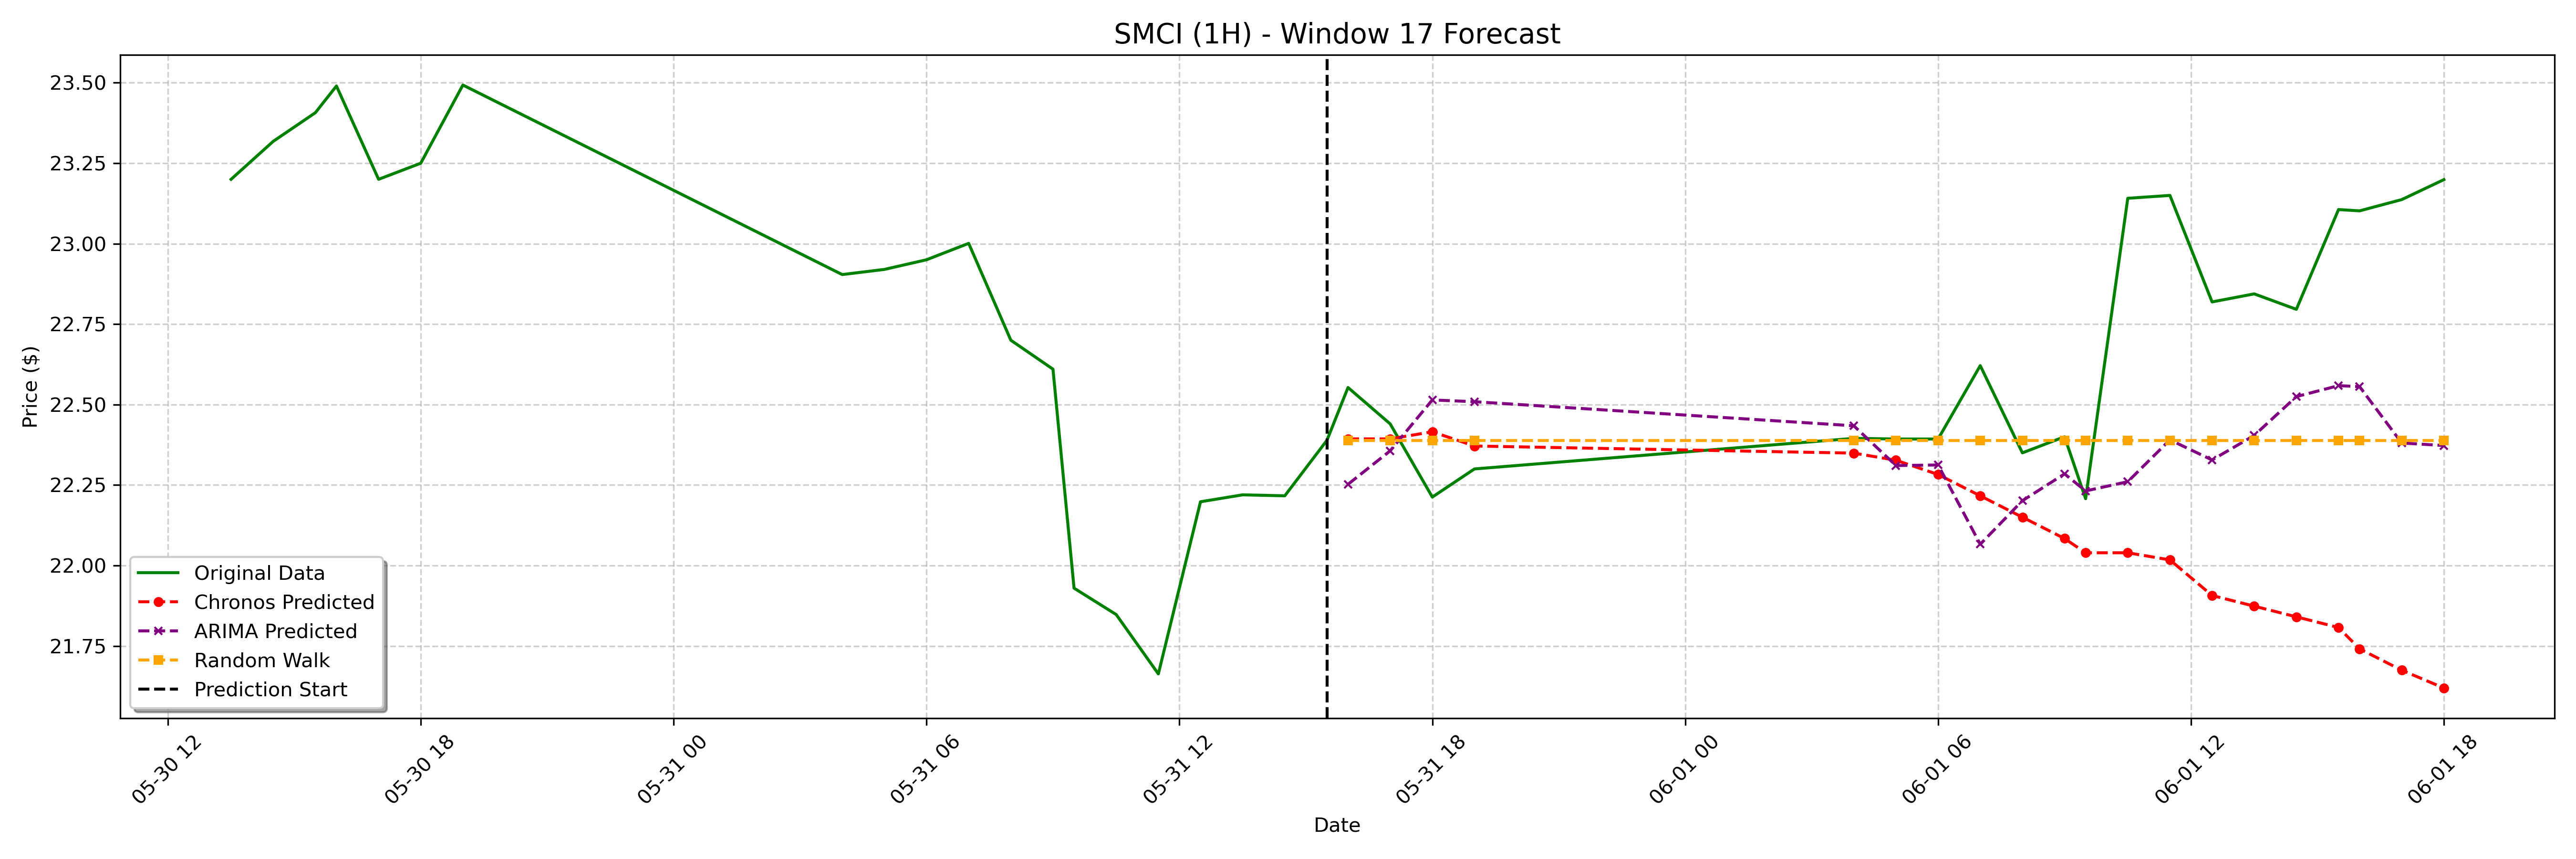 SMCI (1H) - Window 17 Forecast
Price ($)
23.50
23.25
23.00
22.75
22.50
22.25
22.00
21.75
Original Data
Chronos Predicted
ARIMA Predicted
Random Walk
Prediction Start
05-30 12
05-30 18
05-31 00
05-31 06
05-31 12
05-31 18
06-01 00
06-01 06
06-01 12
06-01 18
Date